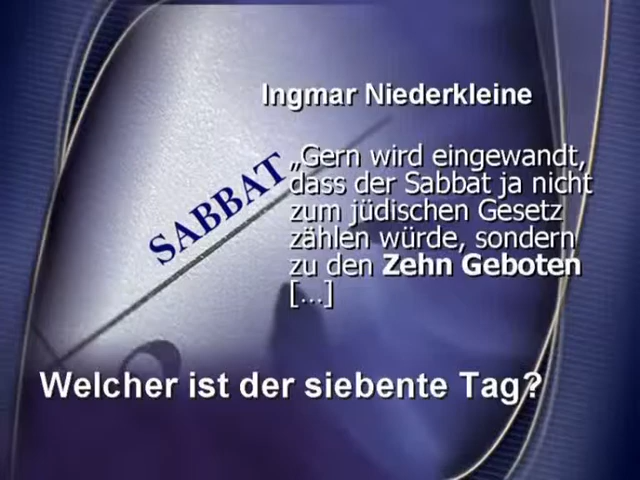 Ingmar Niederkleine
„Gern wird eingewandt,
dass der Sabbat ja nicht
zum jüdischen Gesetz
zählen würde, sondern
zu den Zehn Geboten
[...]
SABBAT
Welcher ist der siebente Tag?